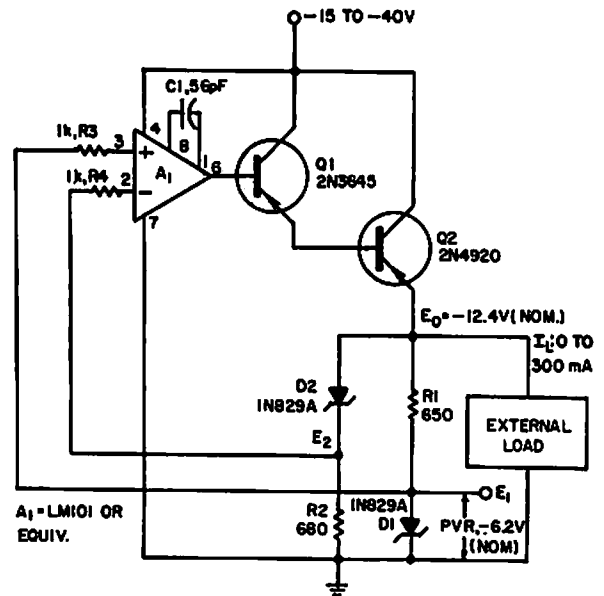 -15 TO -40V
C1,56pF
1k,R3
3
4
8
1
6
+
A1
1k,R4
2
-
7
Q1
2N3645
Q2
2N4920
E0=-12.4V(NOM.)
IL:0 TO
300 mA
D2
1N829A
R1
650
EXTERNAL
LOAD
E2
E1
A1= LM101 OR
EQUIV.
R2
680
1N829A
D1
PVR,-6.2V
(NOM)